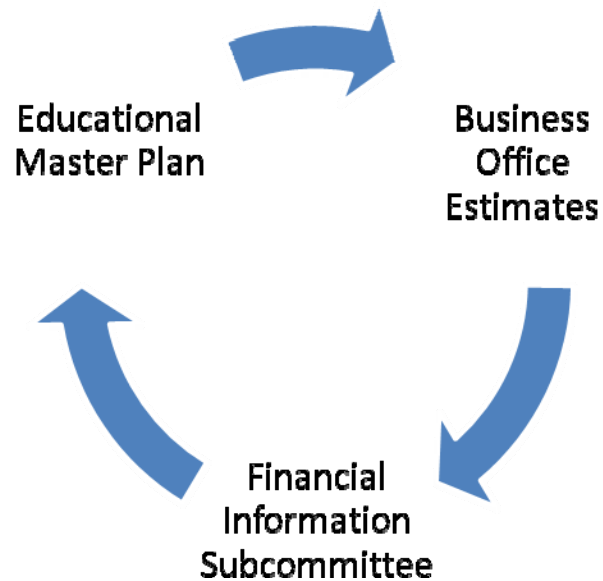 Educational
Master Plan
Business
Office
Estimates
Financial
Information
Subcommittee